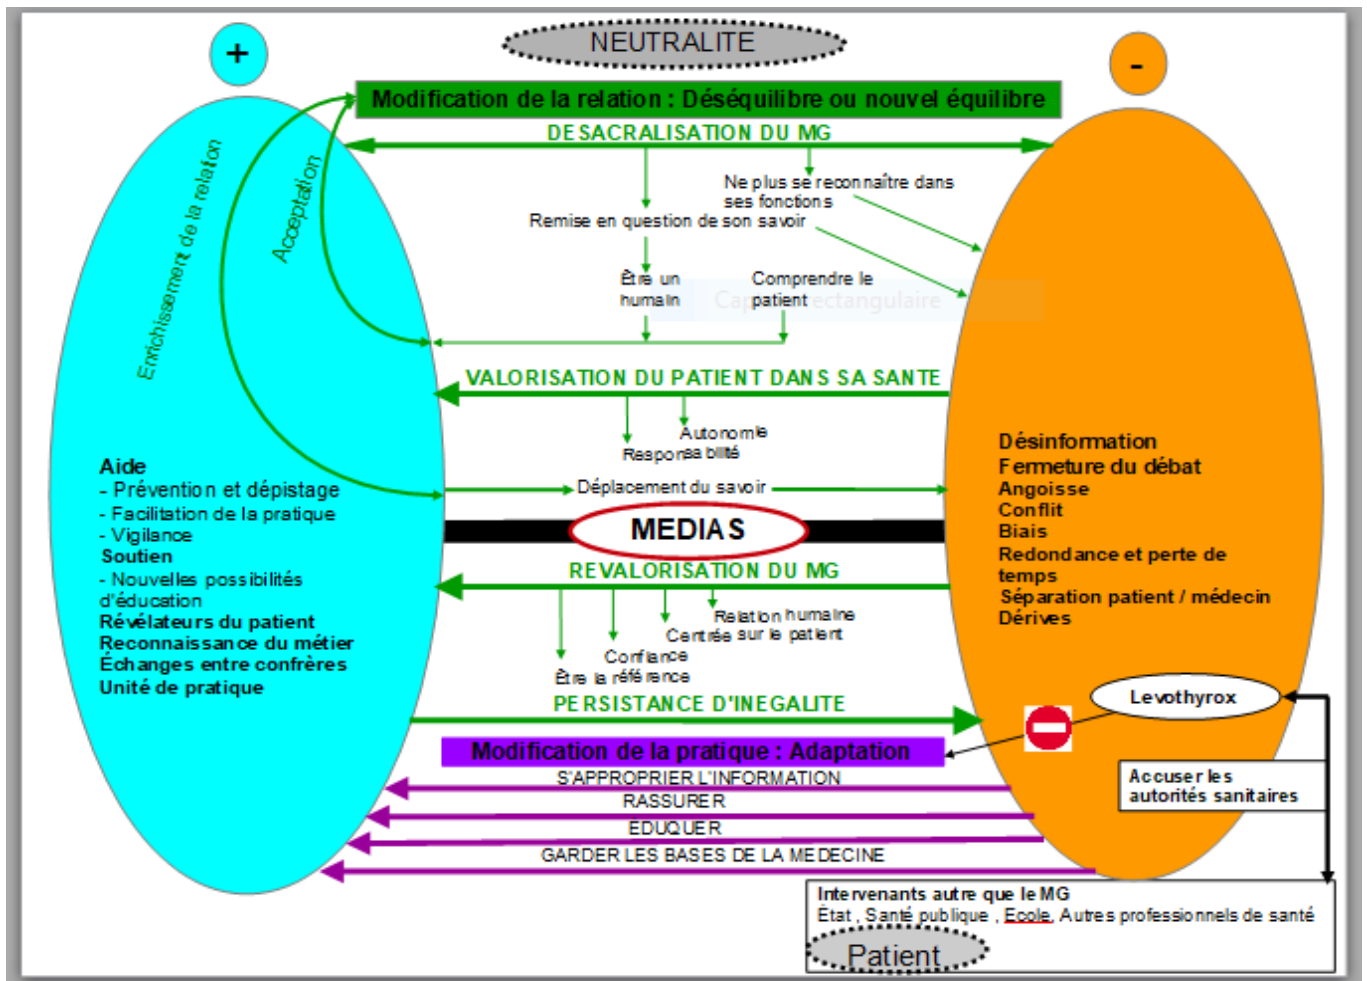 NEUTRALITE
+
-
Modification de la relation : Déséquilibre ou nouvel équilibre
DESACRALISATION DU MG
Enrichissement de la relation
Acceptation
Ne plus se reconnaître dans
ses fonctions
Remise en question de son savoir
Être un
humain
Comprendre le
patient
VALORISATION DU PATIENT DANS SA SANTE
Autonomie
Responsabilité
Déplacement du savoir
MEDIAS
REVALORISATION DU MG
Relation humaine
Centrée sur le patient
Confiance
Être la référence
PERSISTANCE D'INEGALITE
Aide
- Prévention et dépistage
- Facilitation de la pratique
- Vigilance
Soutien
- Nouvelles possibilités
d'éducation
Révélateurs du patient
Reconnaissance du métier
Échanges entre confrères
Unité de pratique
Désinformation
Fermeture du débat
Angoisse
Conflit
Biais
Redondance et perte de
temps
Séparation patient / médecin
Dérives
Levothyrox
Modification de la pratique : Adaptation
S'APPROPRIER L'INFORMATION
RASSURER
ÉDUQUER
GARDER LES BASES DE LA MEDECINE
Accuser les
autorités sanitaires
Intervenants autre que le MG
État , Santé publique , Ecole, Autres professionnels de santé
Patient